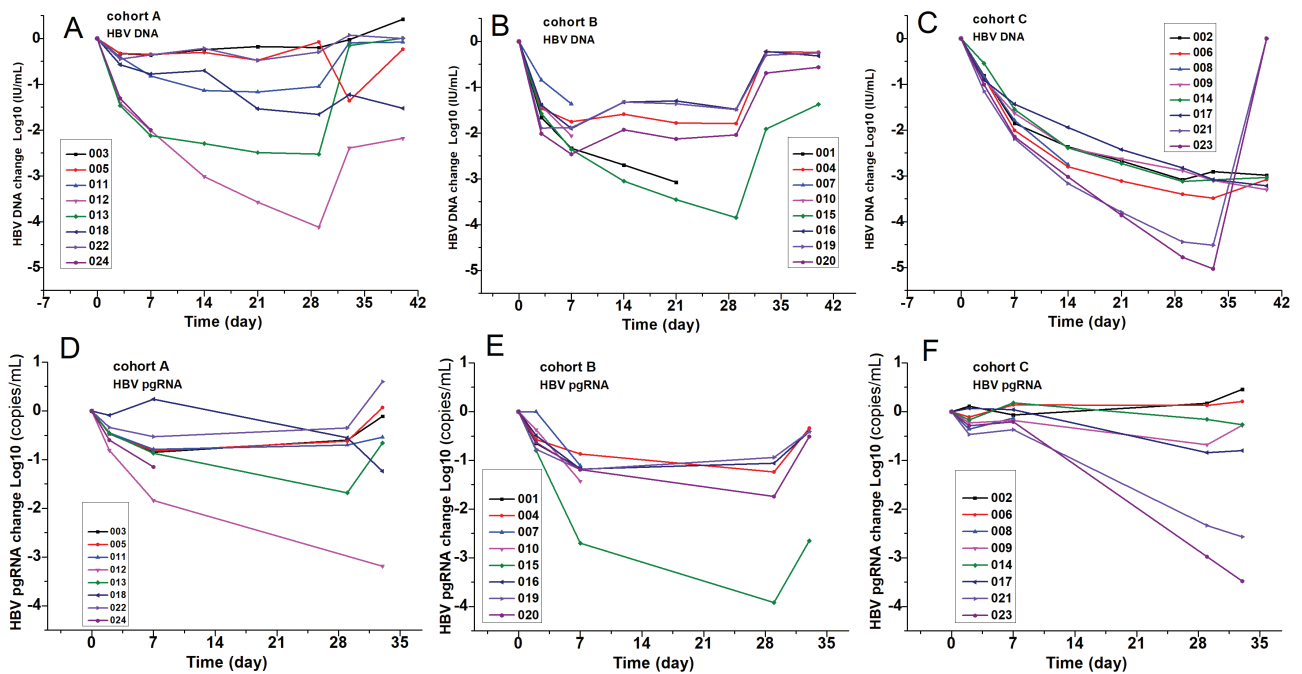 A
cohort A
HBV DNA
HBV DNA change Log10 (IU/mL)
0
-1
-2
-3
-4
-5
003
005
011
012
013
018
022
024
-7 0 7 14 21 28 35 42
Time (day)
B
cohort B
HBV DNA
HBV DNA change Log10 (IU/mL)
0
-1
-2
-3
-4
-5
001
004
007
010
015
016
019
020
0 7 14 21 28 35 42
Time (day)
C
cohort C
HBV DNA
HBV DNA change Log10 (IU/mL)
0
-1
-2
-3
-4
-5
002
006
008
009
014
017
021
023
-7 0 7 14 21 28 35 42
Time (day)
D
cohort A
HBV pgRNA
HBV pgRNA change Log10 (copies/mL)
1
0
-1
-2
-3
-4
003
005
011
012
013
018
022
024
0 7 14 21 28 35
Time (day)
E
cohort B
HBV pgRNA
HBV pgRNA change Log10 (copies/mL)
1
0
-1
-2
-3
-4
001
004
007
010
015
016
019
020
0 7 14 21 28 35
Time (day)
F
cohort C
HBV pgRNA
HBV pgRNA change Log10 (copies/mL)
1
0
-1
-2
-3
-4
002
006
008
009
014
017
021
023
0 7 14 21 28 35
Time (day)